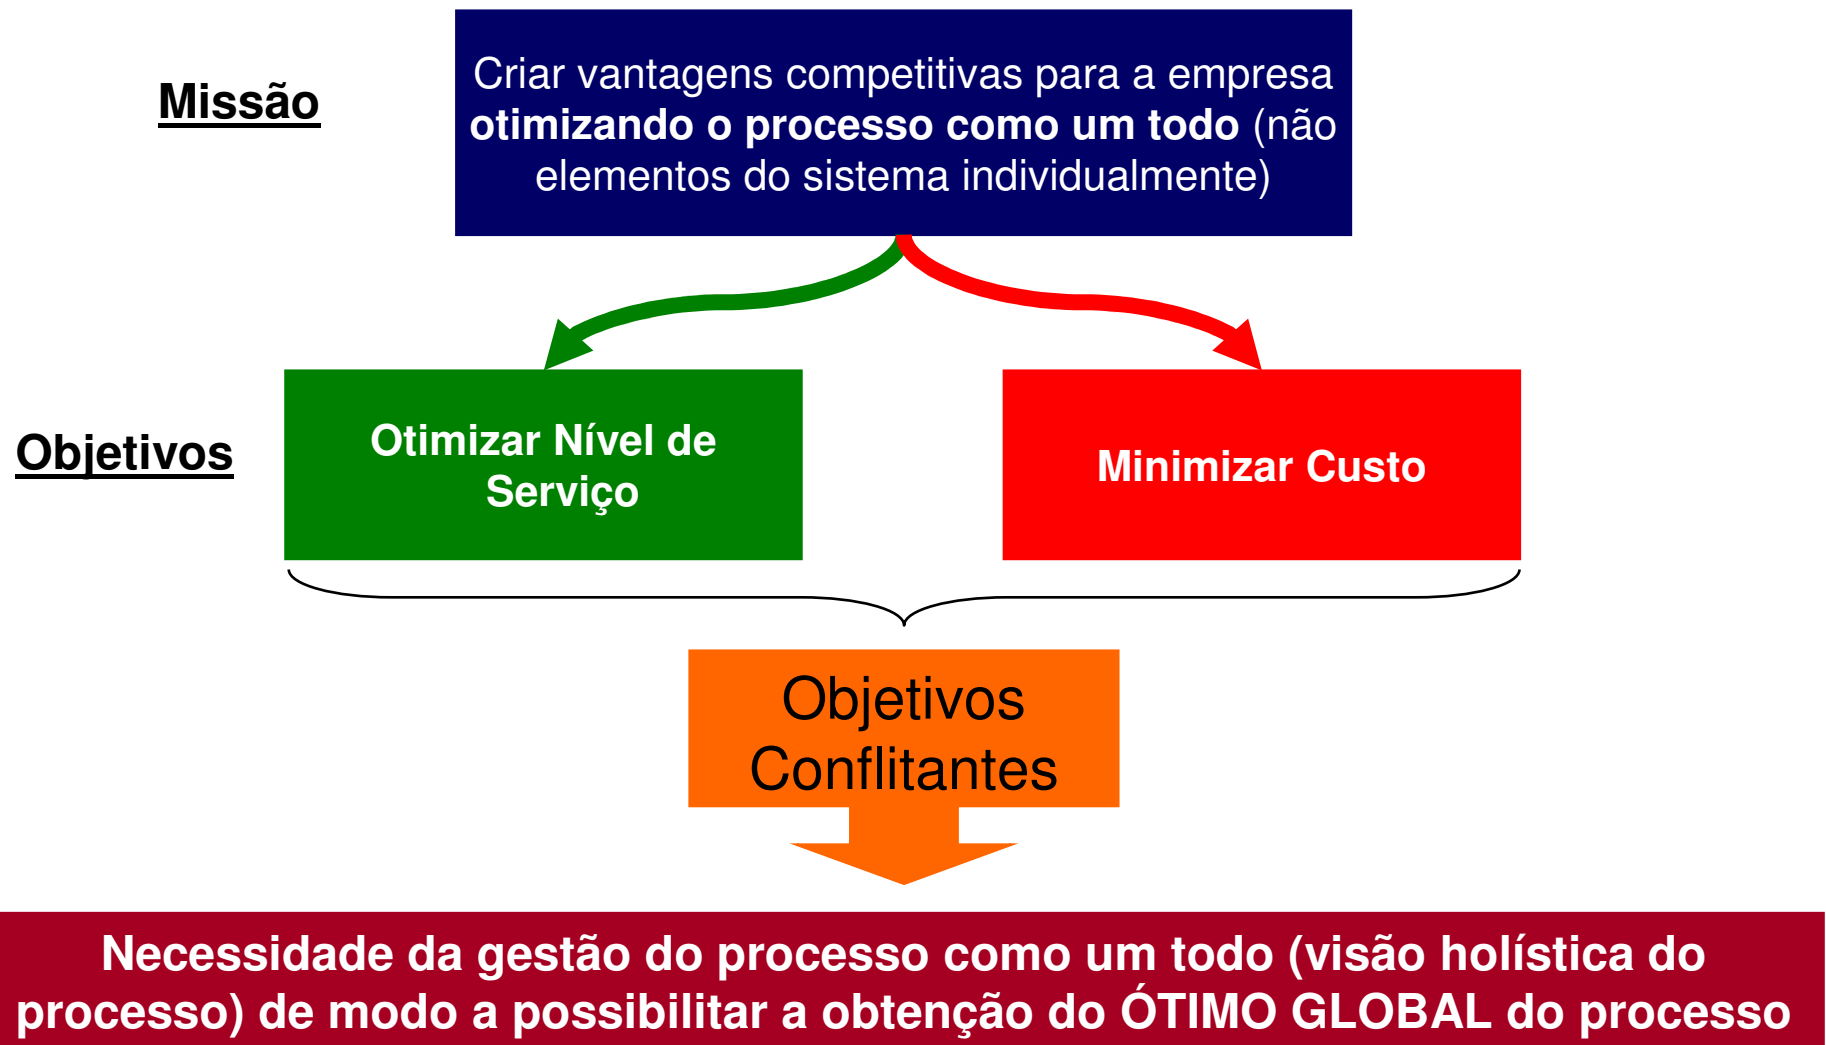 Missão
Criar vantagens competitivas para a empresa
otimizando o processo como um todo (não
elementos do sistema individualmente)
Objetivos
Otimizar Nível de
Serviço
Minimizar Custo
Objetivos
Conflitantes
Necessidade da gestão do processo como um todo (visão holística do
processo) de modo a possibilitar a obtenção do ÓTIMO GLOBAL do processo